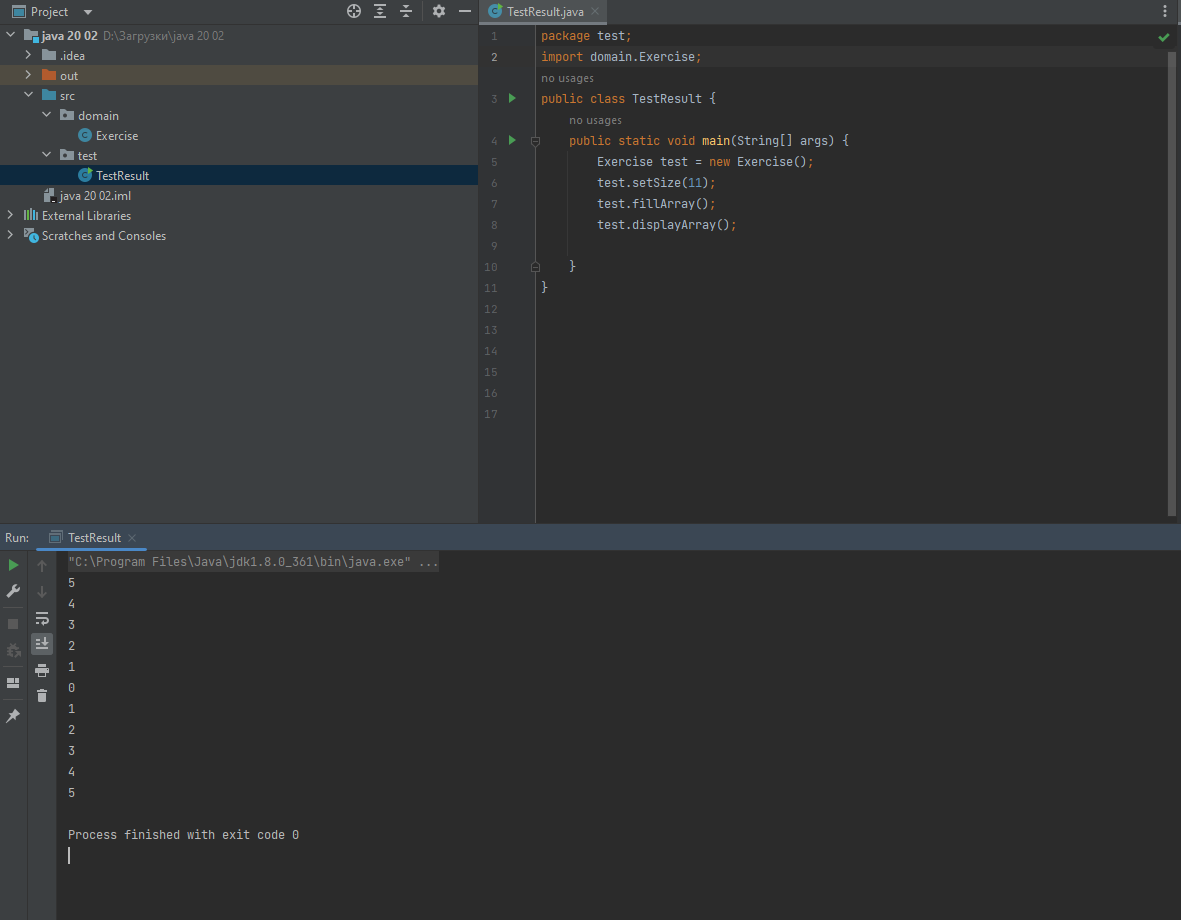 Project
TestResult.java
java 20 02 D:\Загрузки\java 20 02
.idea
out
src
domain
Exercise
test
TestResult
java 20 02.iml
External Libraries
Scratches and Consoles
1 package test;
2 import domain.Exercise;
no usages
3 public class TestResult {
no usages
4 public static void main(String[] args) {
5 Exercise test = new Exercise();
6 test.setSize(11);
7 test.fillArray();
8 test.displayArray();
9
10 }
11 }
12
13
14
15
16
17
Run: TestResult
"C:\Program Files\Java\jdk1.8.0_361\bin\java.exe" ...
5
4
3
2
1
0
1
2
3
4
5
Process finished with exit code 0